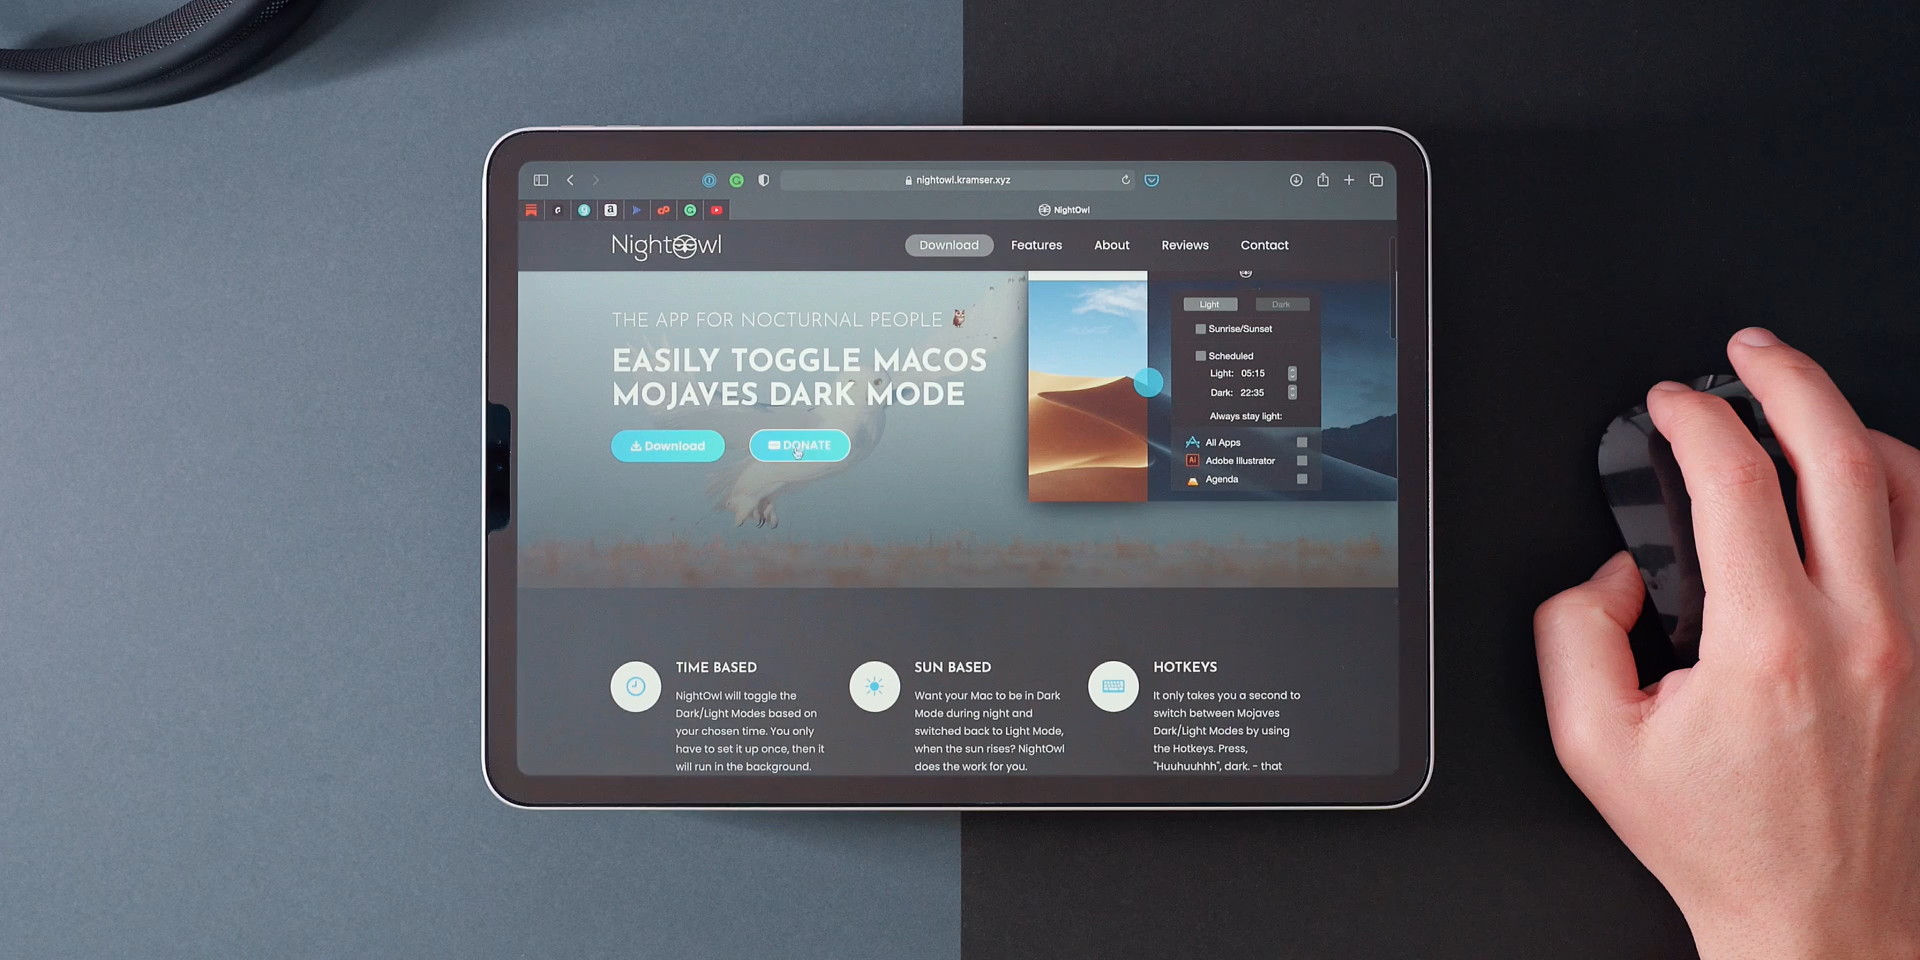 nightowl.kramser.xyz
NightOwl
NightOwl
Download
Features
About
Reviews
Contact
THE APP FOR NOCTURNAL PEOPLE
EASILY TOGGLE MACOS
MOJAVES DARK MODE
Download
DONATE
Light
Dark
Sunrise/Sunset
Scheduled
Light: 05:15
Dark: 22:35
Always stay light:
All Apps
Ai
Adobe Illustrator
Agenda
TIME BASED
NightOwl will toggle the
Dark/Light Modes based on
your chosen time. You only
have to set it up once, then it
will run in the background.
SUN BASED
Want your Mac to be in Dark
Mode during night and
switched back to Light Mode,
when the sun rises? NightOwl
does the work for you.
HOTKEYS
It only takes you a second to
switch between Mojaves
Dark/Light Modes by using
the Hotkeys. Press,
"Huuhuuhh", dark. - that